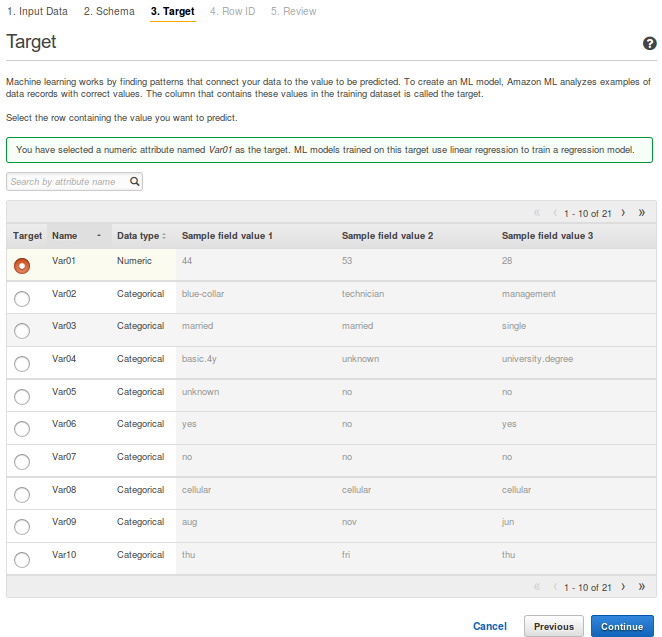 1. Input Data 2. Schema 3. Target 4. Row ID 5. Review
Target
?
Machine learning works by finding patterns that connect your data to the value to be predicted. To create an ML model, Amazon ML analyzes examples of
data records with correct values. The column that contains these values in the training dataset is called the target.
Select the row containing the value you want to predict.
You have selected a numeric attribute named Var01 as the target. ML models trained on this target use linear regression to train a regression model.
Search by attribute name
« ‹ 1 - 10 of 21 › »
Target Name Data type Sample field value 1 Sample field value 2 Sample field value 3
Var01 Numeric 44 53 28
Var02 Categorical blue-collar technician management
Var03 Categorical married married single
Var04 Categorical basic.4y unknown university.degree
Var05 Categorical unknown no no
Var06 Categorical yes no yes
Var07 Categorical no no no
Var08 Categorical cellular cellular cellular
Var09 Categorical aug nov jun
Var10 Categorical thu fri thu
« ‹ 1 - 10 of 21 › »
Cancel Previous Continue